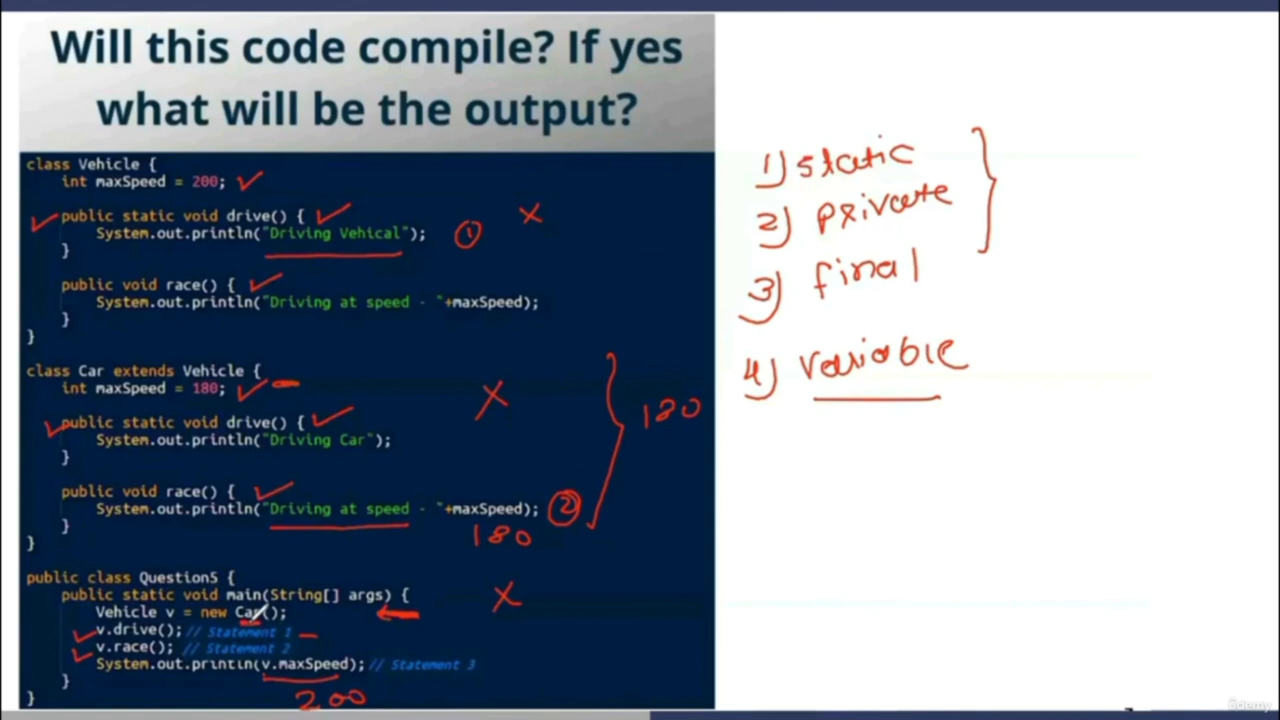 Will this code compile? If yes
what will be the output?
class Vehicle {
int maxSpeed = 200;
public static void drive() {
System.out.println("Driving Vehical");
}
public void race() {
System.out.println("Driving at speed - "+maxSpeed);
}
}
class Car extends Vehicle {
int maxSpeed = 180;
public static void drive() {
System.out.println("Driving Car");
}
public void race() {
System.out.println("Driving at speed - "+maxSpeed);
}
}
public class Question5 {
public static void main(String[] args) {
Vehicle v = new Car();
v.drive(); // Statement 1
v.race(); // Statement 2
System.out.println(v.maxSpeed); // Statement 3
}
}
1
2
180
180
200
1) static
2) private
3) final
4) variable
ûdemy